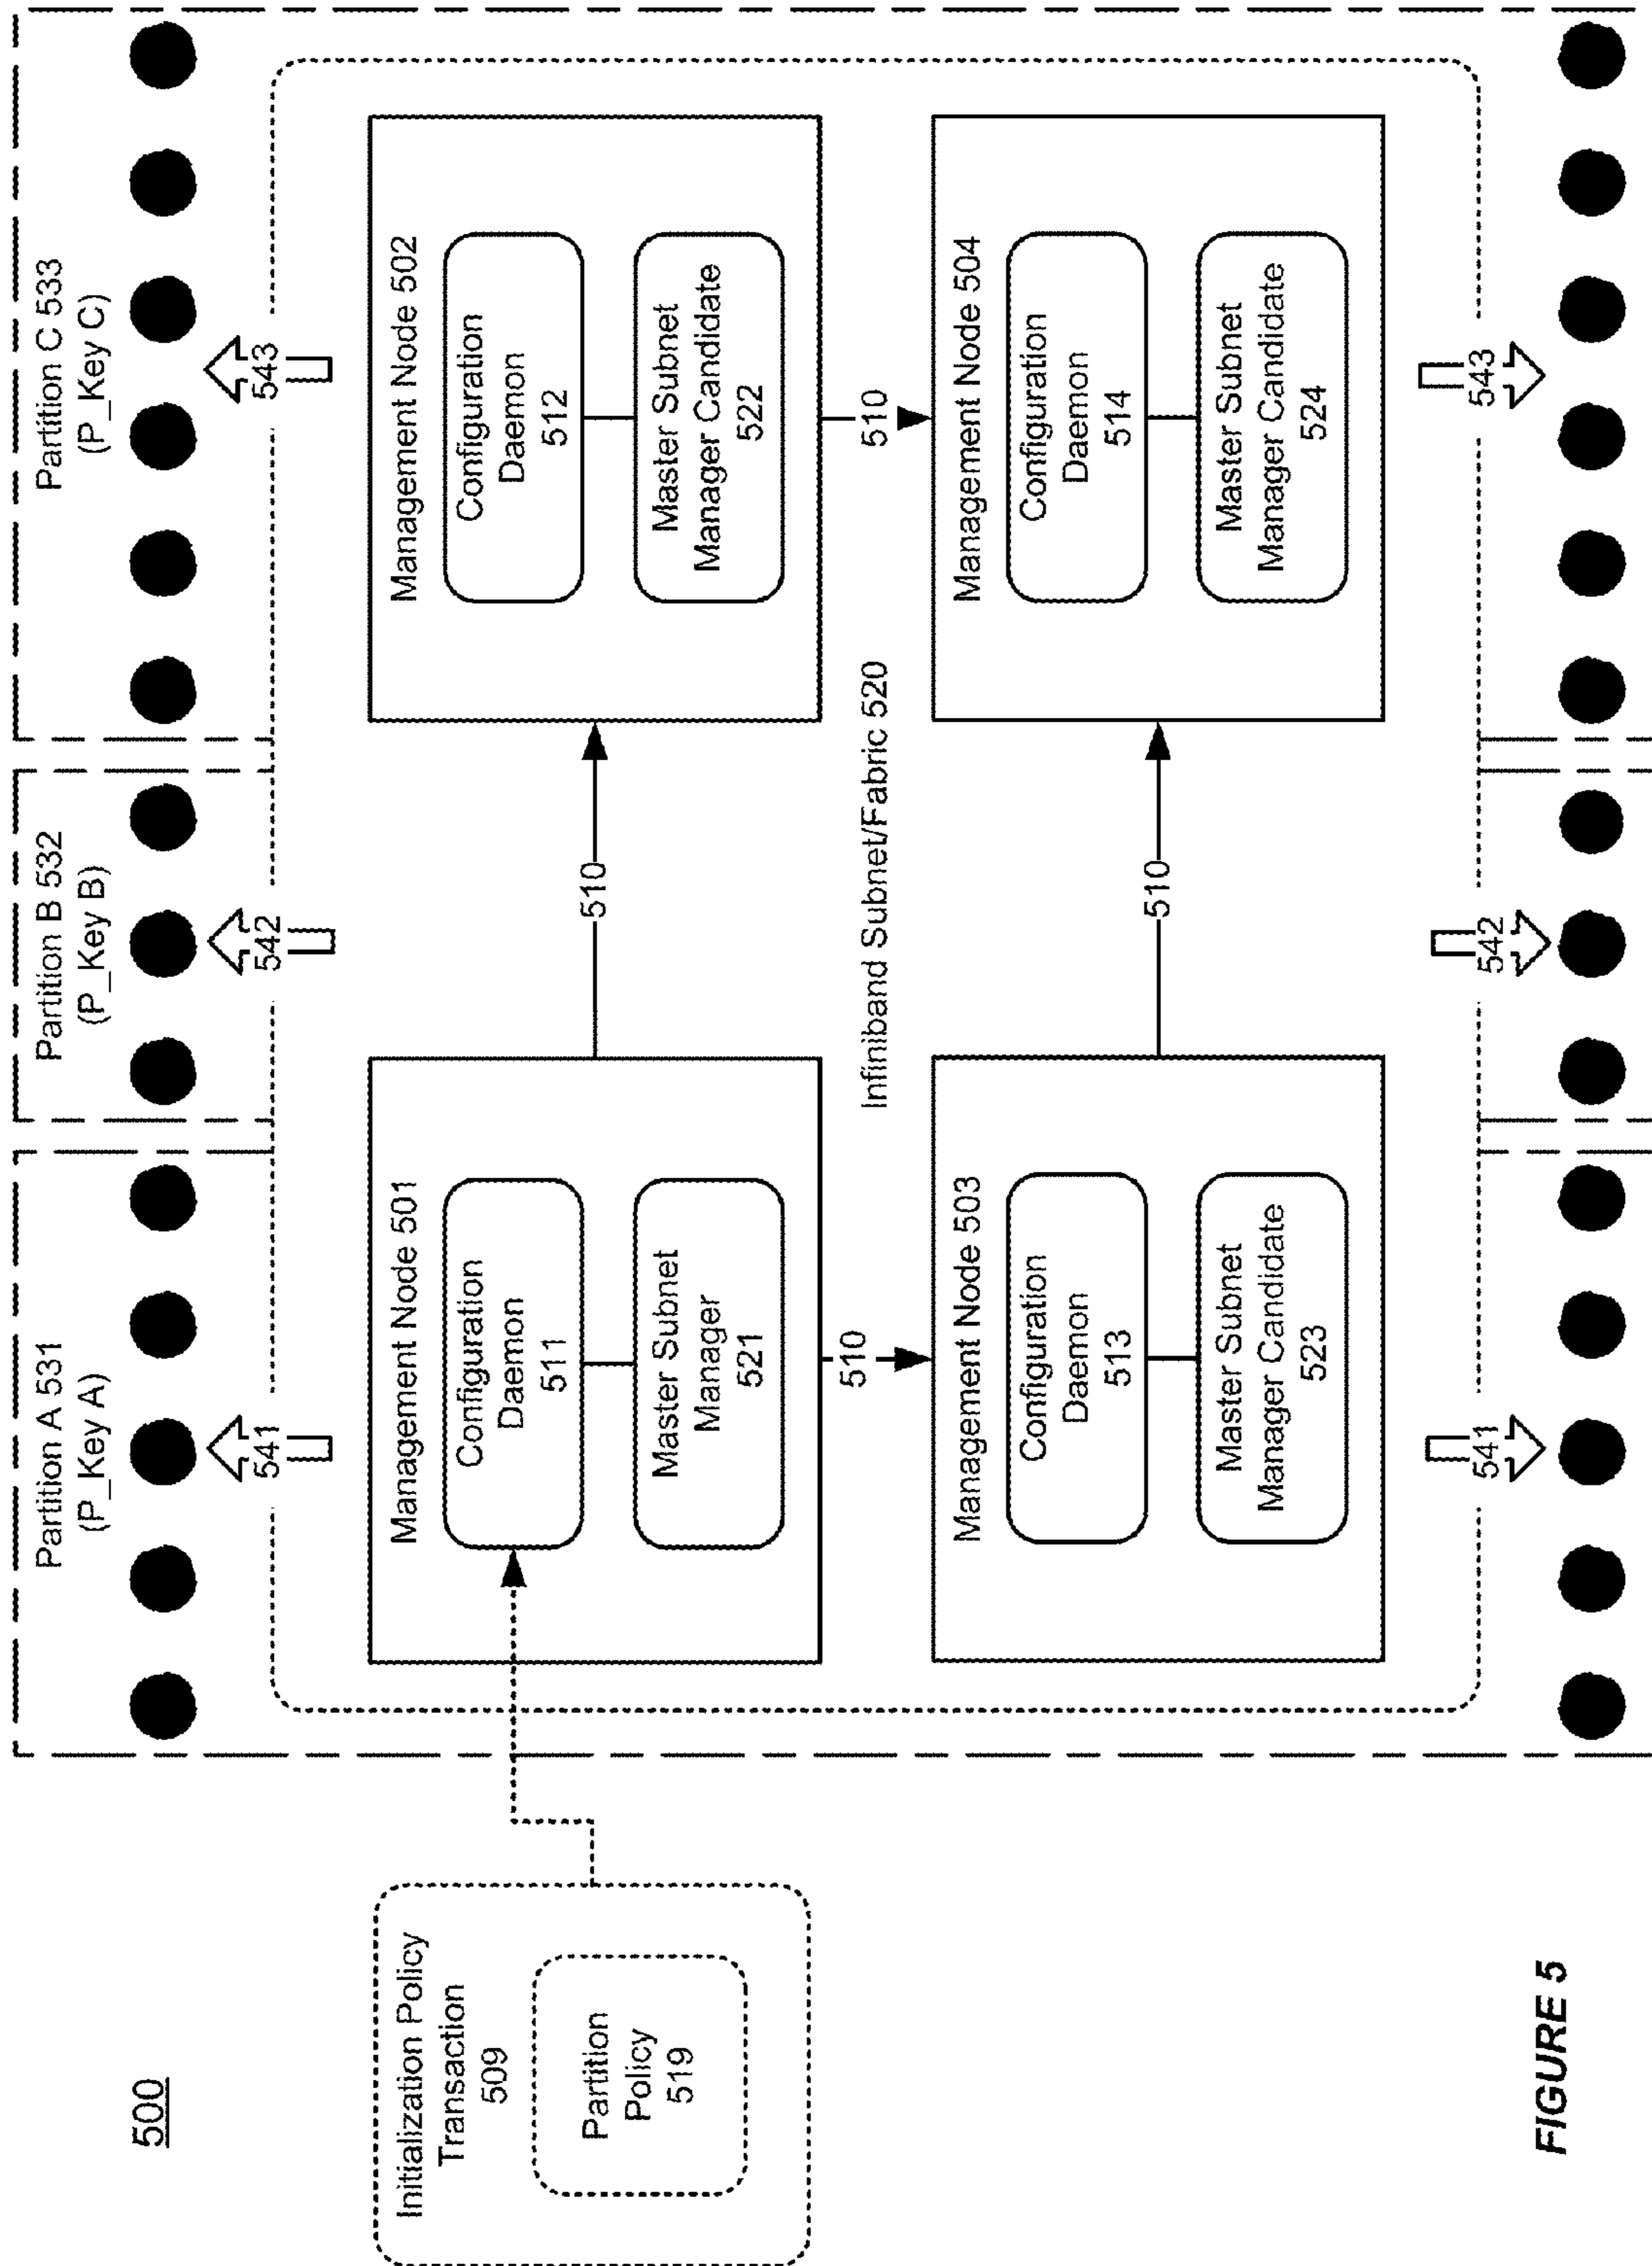 500
Partition A 531
(P_Key A)
Partition B 532
(P_Key B)
Partition C 533
(P_Key C)
541
542
543
Initialization Policy
Transaction
509
Partition
Policy
519
Management Node 501
Configuration
Daemon
511
Master Subnet
Manager
521
510
Management Node 502
Configuration
Daemon
512
Master Subnet
Manager Candidate
522
510
510
Infiniband Subnet/Fabric 520
Management Node 503
Configuration
Daemon
513
Master Subnet
Manager Candidate
523
510
Management Node 504
Configuration
Daemon
514
Master Subnet
Manager Candidate
524
541
542
543
FIGURE 5